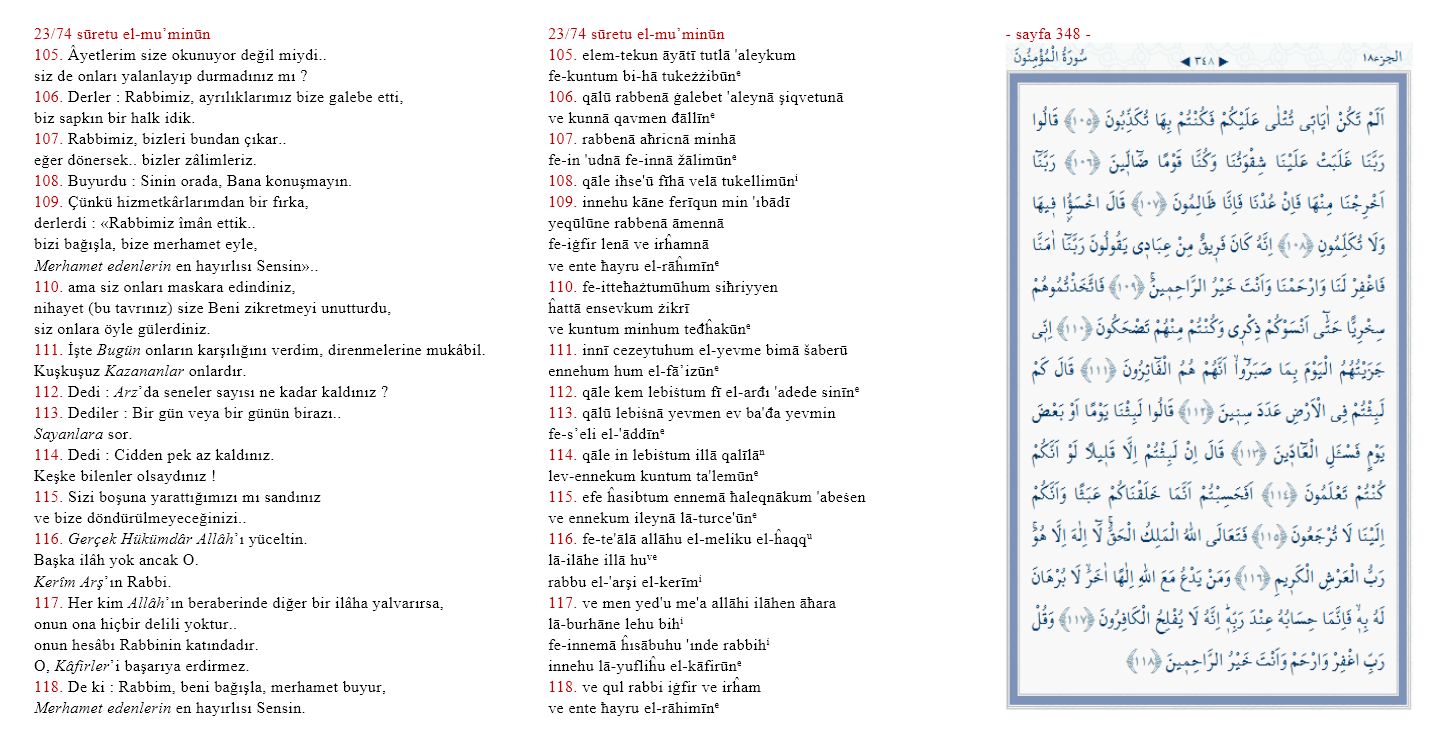 23/74 sūretu el-mu’minūn
105. Âyetlerim size okunuyor değil miydi..
siz de onları yalanlayıp durmadınız mı ?
106. Derler : Rabbimiz, ayrılıklarımız bize galebe etti,
biz sapkın bir halk idik.
107. Rabbimiz, bizleri bundan çıkar..
eğer dönersek.. bizler zâlimleriz.
108. Buyurdu : Sinin orada, Bana konuşmayın.
109. Çünkü hizmetkârlarımdan bir fırka,
derlerdi : «Rabbimiz îmân ettik..
bizi bağışla, bize merhamet eyle,
Merhamet edenlerin en hayırlısı Sensin»..
110. ama siz onları maskara edindiniz,
nihayet (bu tavrınız) size Beni zikretmeyi unutturdu,
siz onlara öyle gülerdiniz.
111. İşte Bugün onların karşılığını verdim, direnmelerine mukâbil.
Kuşkuşuz Kazananlar onlardır.
112. Dedi : Arz’da seneler sayısı ne kadar kaldınız ?
113. Dediler : Bir gün veya bir günün birazı..
Sayanlara sor.
114. Dedi : Cidden pek az kaldınız.
Keşke bilenler olsaydınız !
115. Sizi boşuna yarattığımızı mı sandınız
ve bize döndürülmeyeceğinizi..
116. Gerçek Hükümdâr Allâh’ı yüceltin.
Başka ilâh yok ancak O.
Kerîm Arş’ın Rabbi.
117. Her kim Allâh’ın beraberinde diğer bir ilâha yalvarırsa,
onun ona hiçbir delili yoktur..
onun hesâbı Rabbinin katındadır.
O, Kâfirler’i başarıya erdirmez.
118. De ki : Rabbim, beni bağışla, merhamet buyur,
Merhamet edenlerin en hayırlısı Sensin.
23/74 sūretu el-mu’minūn
105. elem-tekun āyātī tutlā 'aleykum
fe-kuntum bi-hā tukeżżibūnᵉ
106. qālū rabbenā ġalebet 'aleynā şiqvetunā
ve kunnā qavmen đāllīnᵉ
107. rabbenā aħricnā minhā
fe-in 'udnā fe-innā žālimūnᵉ
108. qāle iħse'ū fīhā velā tukellimūnⁱ
109. innehu kāne ferīqun min 'ıbādī
yeqūlūne rabbenā āmennā
fe-iġfir lenā ve irĥamnā
ve ente ħayru el-rāĥımīnᵉ
110. fe-itteħażtumūhum siħriyyen
ĥattā ensevkum żikrī
ve kuntum minhum teđĥakūnᵉ
111. innī cezeytuhum el-yevme bimā šaberū
ennehum hum el-fā’izūnᵉ
112. qāle kem lebiṡtum fī el-arđı 'adede sinīnᵉ
113. qālū lebiṡnā yevmen ev ba'đa yevmin
fe-s’eli el-'āddīnᵉ
114. qāle in lebiṡtum illā qalīlāⁿ
lev-ennekum kuntum ta'lemūnᵉ
115. efe ĥasibtum ennemā ħaleqnākum 'abeṡen
ve ennekum ileynā lā-turce'ūnᵉ
116. fe-te'ālā allāhu el-meliku el-ĥaqqᵘ
lā-ilāhe illā huᵛᵉ
rabbu el-'arşi el-kerīmⁱ
117. ve men yed'u me'a allāhi ilāhen āħara
lā-burhāne lehu bihⁱ
fe-innemā ĥısābuhu 'ınde rabbihⁱ
innehu lā-yufliĥu el-kāfirūnᵉ
118. ve qul rabbi iġfir ve irĥam
ve ente ħayru el-rāhimīnᵉ
- sayfa 348 -
الجزء ١٨ ◀ ٣٤٨ ▶ سُورَةُ الْمُؤْمِنُونَ
اَلَمْ تَكُنْ اٰيَات۪ي تُتْلٰى عَلَيْكُمْ فَكُنْتُمْ بِهَا تُكَذِّبُونَ ﴿١٠٥﴾ قَالُوا
رَبَّنَا غَلَبَتْ عَلَيْنَا شِقْوَتُنَا وَكُنَّا قَوْمًا ضَٓالّ۪ينَ ﴿١٠٦﴾ رَبَّنَٓا
اَخْرِجْنَا مِنْهَا فَاِنْ عُدْنَا فَاِنَّا ظَالِمُونَ ﴿١٠٧﴾ قَالَ اخْسَؤُ۫ا ف۪يهَا
وَلَا تُكَلِّمُونِ ﴿١٠٨﴾ اِنَّهُ كَانَ فَر۪يقٌ مِنْ عِبَاد۪ي يَقُولُونَ رَبَّنَٓا اٰمَنَّا
فَاغْفِرْ لَنَا وَارْحَمْنَا وَاَنْتَ خَيْرُ الرَّاحِم۪ينَۚ ﴿١٠٩﴾ فَاتَّخَذْتُمُوهُمْ
سِخْرِيًّا حَتّٰٓى اَنْسَوْكُمْ ذِكْر۪ي وَكُنْتُمْ مِنْهُمْ تَضْحَكُونَ ﴿١١٠﴾ اِنّ۪ي
جَزَيْتُهُمُ الْيَوْمَ بِمَا صَبَرُٓواۙ اَنَّهُمْ هُمُ الْفَٓائِزُونَ ﴿١١١﴾ قَالَ كَمْ
لَبِثْتُمْ فِي الْاَرْضِ عَدَدَ سِن۪ينَ ﴿١١٢﴾ قَالُوا لَبِثْنَا يَوْمًا اَوْ بَعْضَ
يَوْمٍ فَسْـَٔلِ الْعَٓادّ۪ينَ ﴿١١٣﴾ قَالَ اِنْ لَبِثْتُمْ اِلَّا قَل۪يلًا لَوْ اَنَّكُمْ
كُنْتُمْ تَعْلَمُونَ ﴿١١٤﴾ اَفَحَسِبْتُمْ اَنَّمَا خَلَقْنَاكُمْ عَبَثًا وَاَنَّكُمْ
اِلَيْنَا لَا تُرْجَعُونَ ﴿١١٥﴾ فَتَعَالَى اللّٰهُ الْمَلِكُ الْحَقُّۚ لَٓا اِلٰهَ اِلَّا هُوَۚ
رَبُّ الْعَرْشِ الْكَر۪يمِ ﴿١١٦﴾ وَمَنْ يَدْعُ مَعَ اللّٰهِ اِلٰهًا اٰخَرَۙ لَا بُرْهَانَ
لَهُ بِه۪ۙ فَاِنَّمَا حِسَابُهُ عِنْدَ رَبِّه۪ۜ اِنَّهُ لَا يُفْلِحُ الْكَافِرُونَ ﴿١١٧﴾ وَقُلْ
رَبِّ اغْفِرْ وَارْحَمْ وَاَنْتَ خَيْرُ الرَّاحِم۪ينَ ﴿١١٨﴾